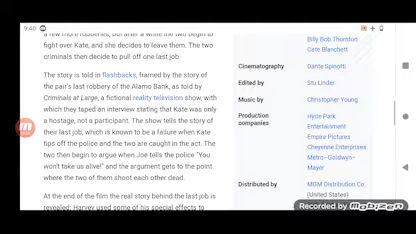 9:40
a few more robberies, but after a while the two begin to
fight over Kate, and she decides to leave them. The two
criminals then decide to pull off one last job.
The story is told in flashbacks, framed by the story of
the pair's last robbery of the Alamo Bank, as told by
Criminals at Large, a fictional reality television show, with
which they taped an interview stating that Kate was only
a hostage, not a participant. The show tells the story of
their last job, which is known to be a failure when Kate
tips off the police and the two are caught in the act. The
two then begin to argue when Joe tells the police "You
won't take us alive!" and the argument gets to the point
where the two of them shoot each other dead.
At the end of the film the real story behind the last job is
revealed: Harvey used some of his special effects to
Billy Bob Thornton
Cate Blanchett
Cinematography Dante Spinotti
Edited by Stu Linder
Music by Christopher Young
Production Hyde Park
companies Entertainment
Empire Pictures
Cheyenne Enterprises
Metro-Goldwyn-
Mayer
Distributed by MGM Distribution Co.
(United States)
Recorded by Mobizen